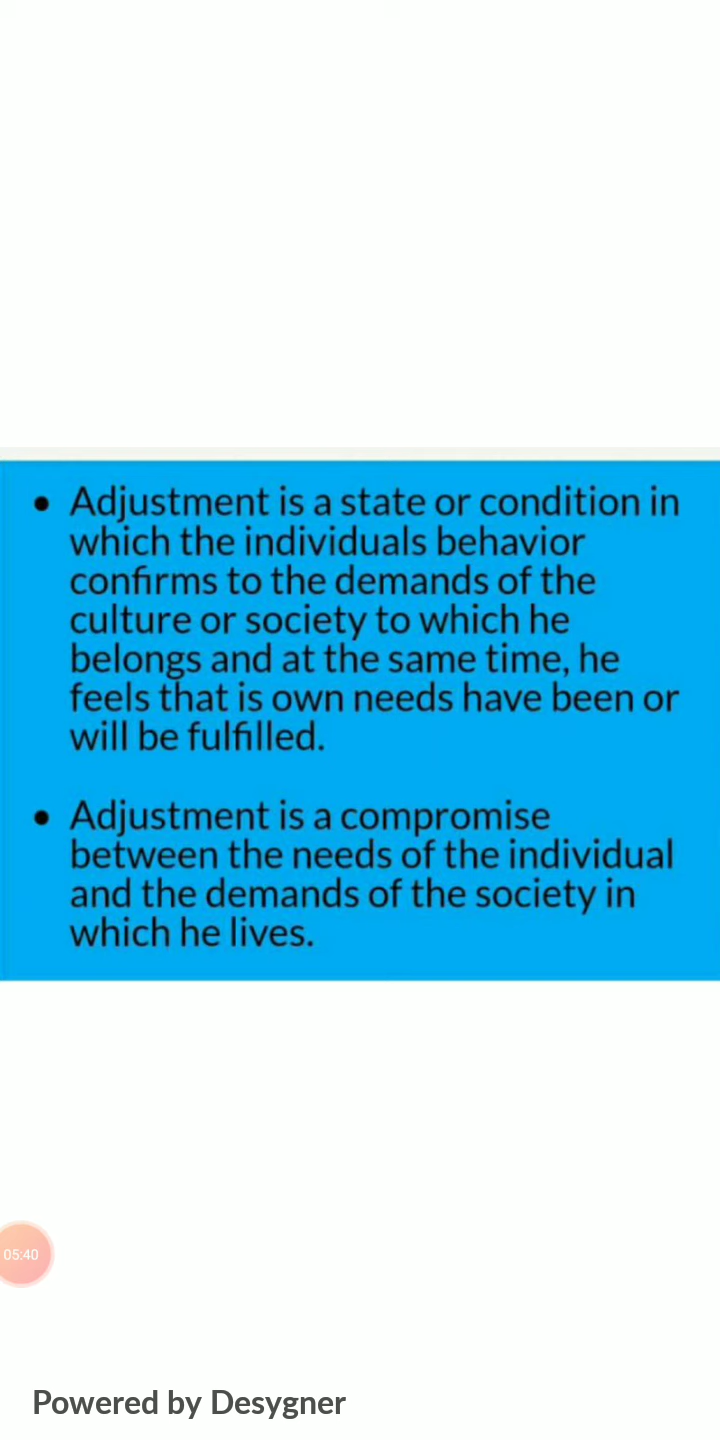 • Adjustment is a state or condition in
which the individuals behavior
confirms to the demands of the
culture or society to which he
belongs and at the same time, he
feels that is own needs have been or
will be fulfilled.
• Adjustment is a compromise
between the needs of the individual
and the demands of the society in
which he lives.
05:40
Powered by Desygner